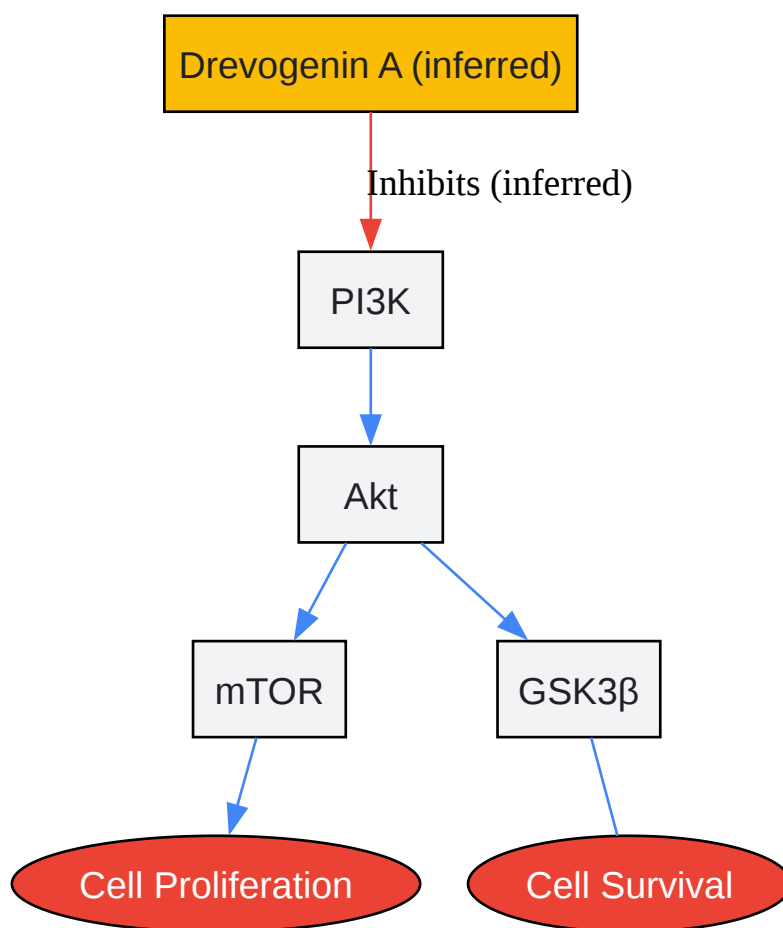 Drevogenin A (inferred)
Inhibits (inferred)
PI3K
Akt
mTOR
GSK3β
Cell Proliferation
Cell Survival